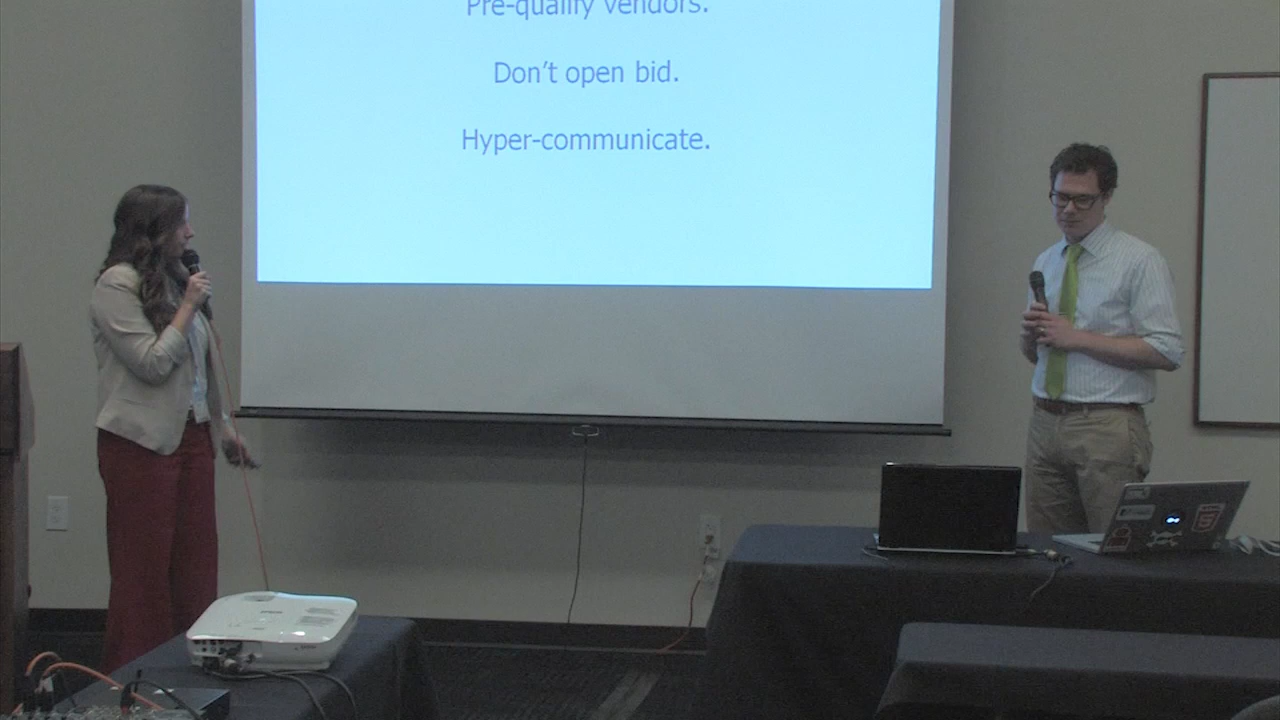 Pre-qualify vendors.
Don't open bid.
Hyper-communicate.